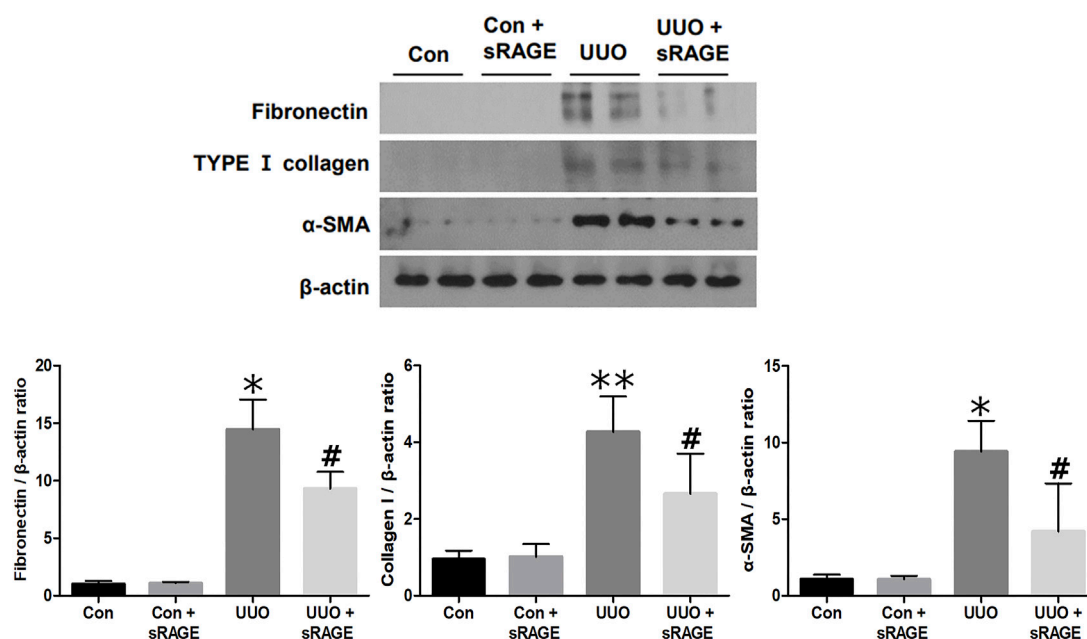 Con
Con +
sRAGE
UUO
UUO +
sRAGE
Fibronectin
TYPE I collagen
α-SMA
β-actin
Fibronectin / β-actin ratio
20
15
10
5
0
*
#
Con
Con +
sRAGE
UUO
UUO +
sRAGE
Collagen I / β-actin ratio
6
4
2
0
**
#
Con
Con +
sRAGE
UUO
UUO +
sRAGE
α-SMA / β-actin ratio
15
10
5
0
*
#
Con
Con +
sRAGE
UUO
UUO +
sRAGE